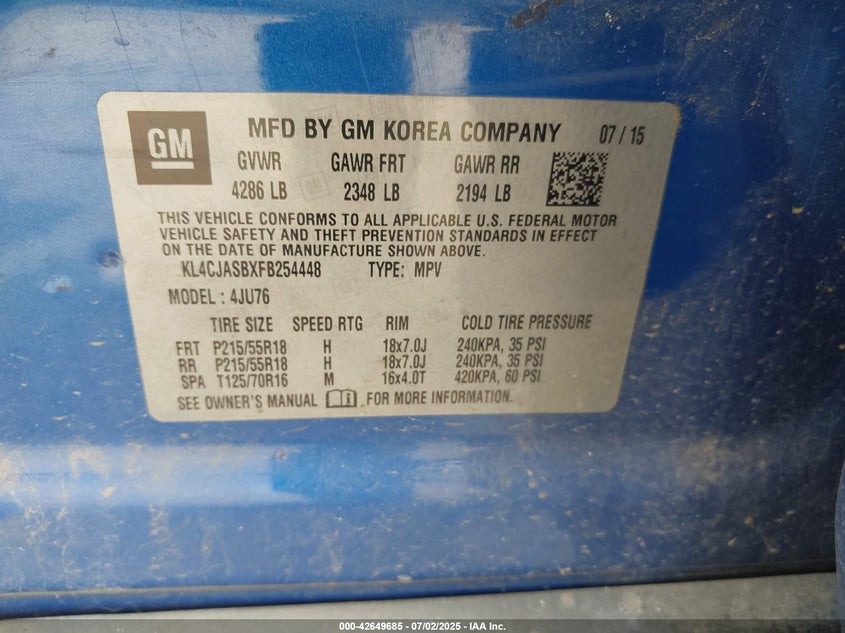 GM
MFD BY GM KOREA COMPANY 07/15
GVWR GAWR FRT GAWR RR
4286 LB 2348 LB 2194 LB
THIS VEHICLE CONFORMS TO ALL APPLICABLE U.S. FEDERAL MOTOR
VEHICLE SAFETY AND THEFT PREVENTION STANDARDS IN EFFECT
ON THE DATE OF MANUFACTURE SHOWN ABOVE.
KL4CJASBXFB254448 TYPE: MPV
MODEL : 4JU76
TIRE SIZE SPEED RTG RIM COLD TIRE PRESSURE
FRT P215/55R18 H 18x7.0J 240KPA, 35 PSI
RR P215/55R18 H 18x7.0J 240KPA, 35 PSI
SPA T125/70R16 M 16x4.0T 420KPA, 60 PSI
SEE OWNER'S MANUAL FOR MORE INFORMATION.
000-42649685 - 07/02/2025 - IAA Inc.